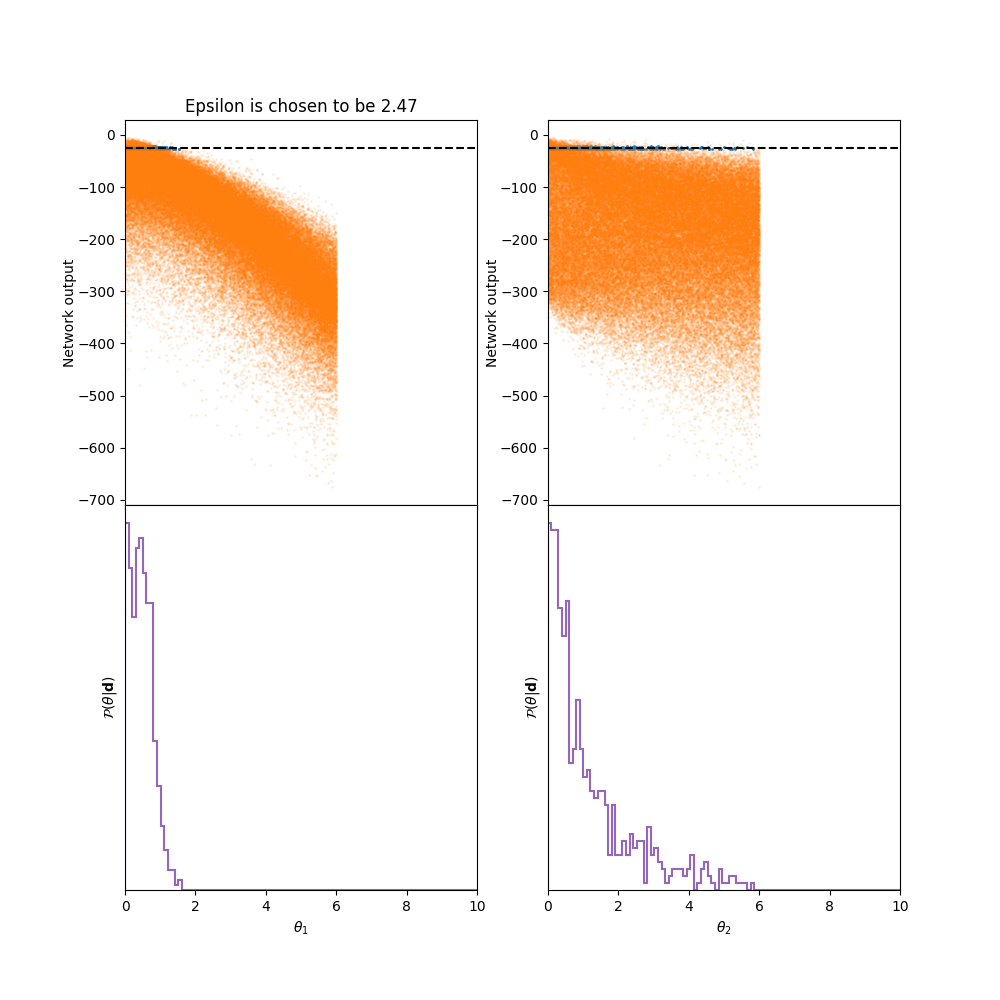 Epsilon is chosen to be 2.47
0
−100
−200
−300
−400
−500
−600
−700
Network output
0
−100
−200
−300
−400
−500
−600
−700
Network output
𝒫(θ|𝐝)
0 2 4 6 8 10
θ₁
𝒫(θ|𝐝)
0 2 4 6 8 10
θ₂